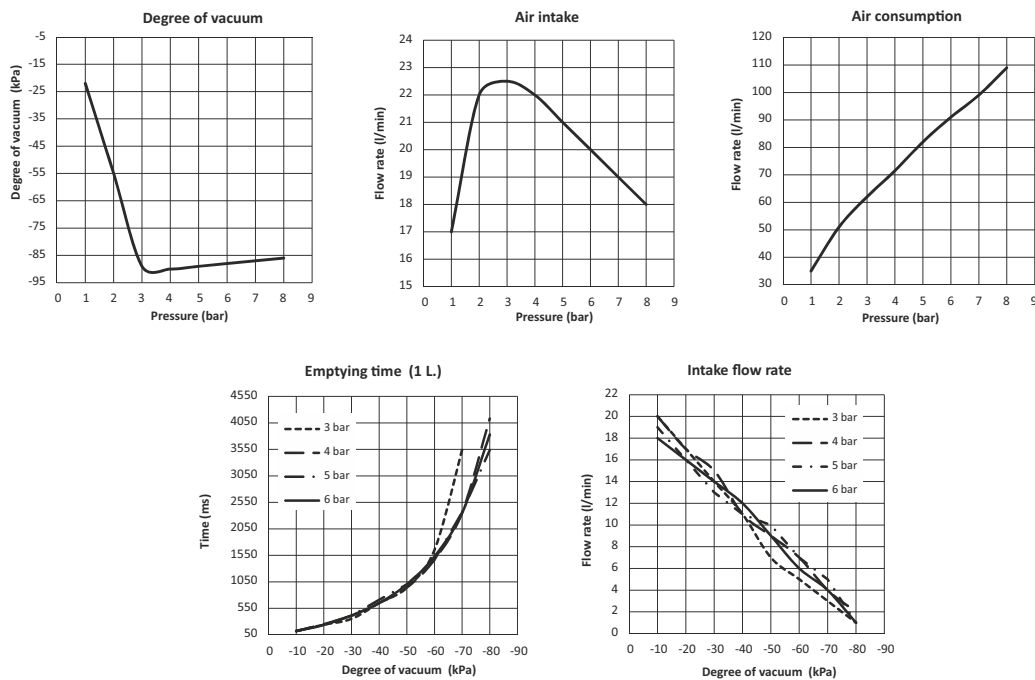 Degree of vacuum
Degree of vacuum (kPa)
-5
-15
-25
-35
-45
-55
-65
-75
-85
-95
0 1 2 3 4 5 6 7 8 9
Pressure (bar)
Air intake
Flow rate (l/min)
24
23
22
21
20
19
18
17
16
15
0 1 2 3 4 5 6 7 8 9
Pressure (bar)
Air consumption
Flow rate (l/min)
120
110
100
90
80
70
60
50
40
30
0 1 2 3 4 5 6 7 8 9
Pressure (bar)
Emptying time (1 L.)
Time (ms)
4550
4050
3550
3050
2550
2050
1550
1050
550
50
3 bar
4 bar
5 bar
6 bar
0 -10 -20 -30 -40 -50 -60 -70 -80 -90
Degree of vacuum (kPa)
Intake flow rate
Flow rate (l/min)
22
20
18
16
14
12
10
8
6
4
2
0
3 bar
4 bar
5 bar
6 bar
0 -10 -20 -30 -40 -50 -60 -70 -80 -90
Degree of vacuum (kPa)